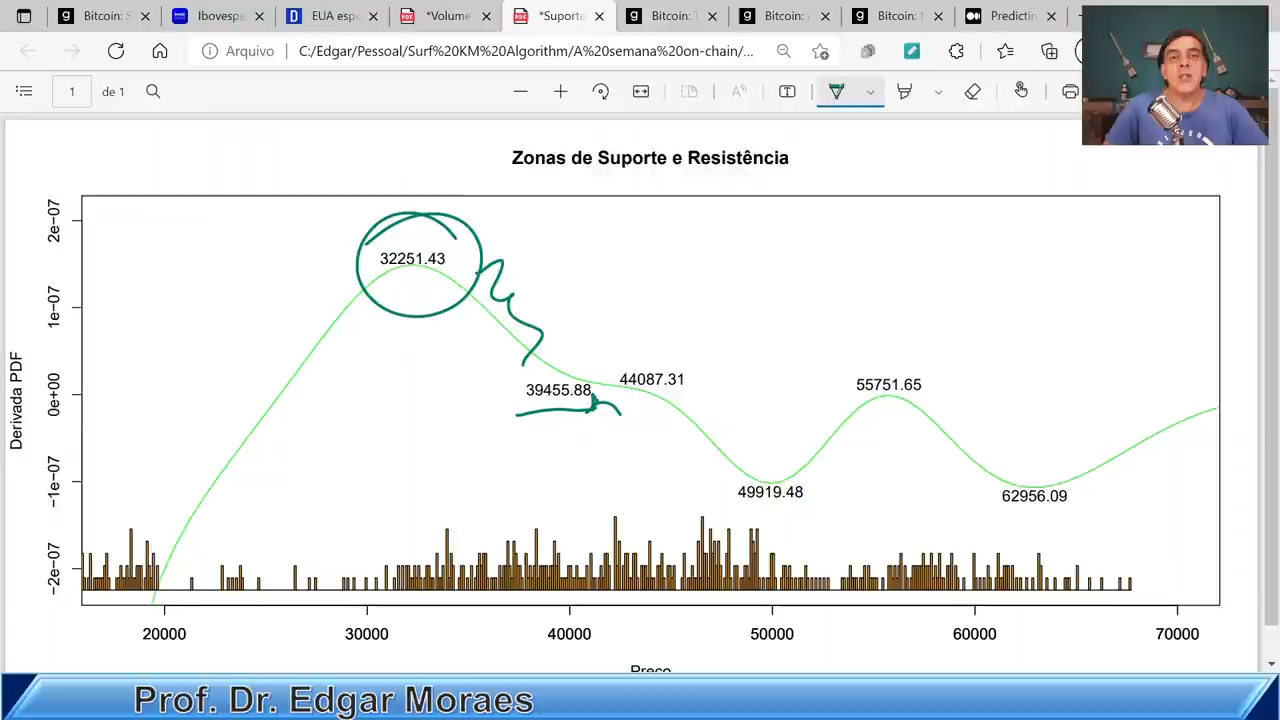 Bitcoin: S
Ibovespa
EUA espe
*Volume
*Suporte
Bitcoin: T
Bitcoin: A
Bitcoin: T
Predictin
Arquivo C:/Edgar/Pessoal/Surf%20KM%20Algorithm/A%20semana%20on-chain/...
1 de 1
Zonas de Suporte e Resistência
2e-07
1e-07
0e+00
-1e-07
-2e-07
Derivada PDF
32251.43
39455.88
44087.31
49919.48
55751.65
62956.09
20000 30000 40000 50000 60000 70000
Preço
Prof. Dr. Edgar Moraes